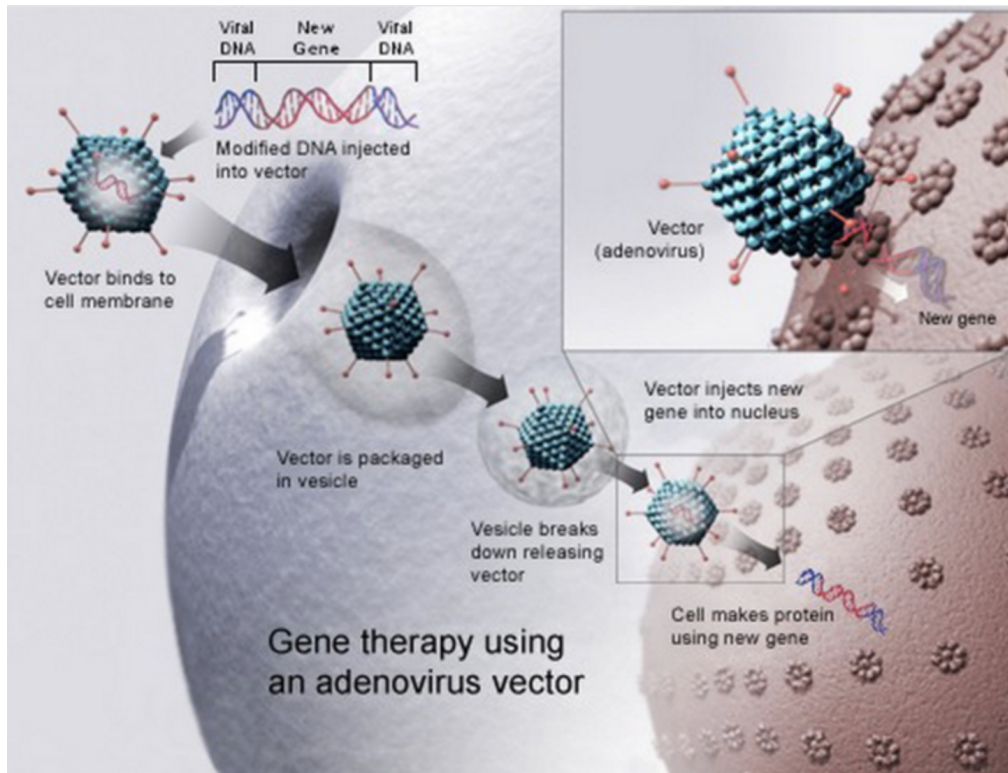 Viral
DNA
New
Gene
Viral
DNA
Modified DNA injected
into vector
Vector binds to
cell membrane
Vector
(adenovirus)
New gene
Vector injects new
gene into nucleus
Vector is packaged
in vesicle
Vesicle breaks
down releasing
vector
Cell makes protein
using new gene
Gene therapy using
an adenovirus vector